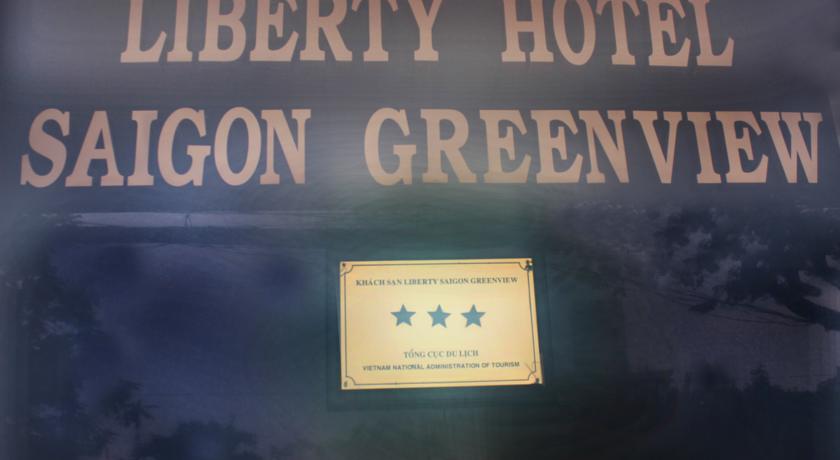 LIBERTY HOTEL
SAIGON GREENVIEW
KHÁCH SẠN LIBERTY SAIGON GREENVIEW
TỔNG CỤC DU LỊCH
VIETNAM NATIONAL ADMINISTRATION OF TOURISM